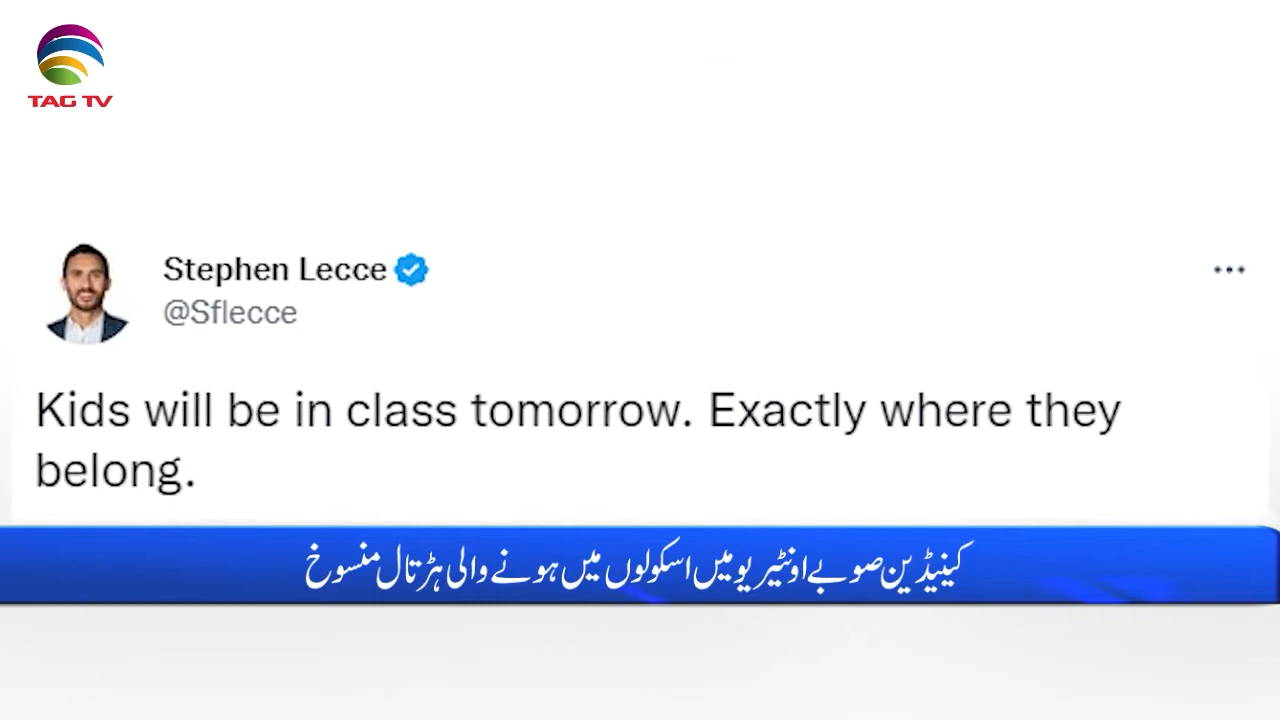 TAG TV
Stephen Lecce
@Sflecce
Kids will be in class tomorrow. Exactly where they
belong.
کینیڈین صوبے اونٹیریو میں اسکولوں میں ہونے والی ہڑتال منسوخ